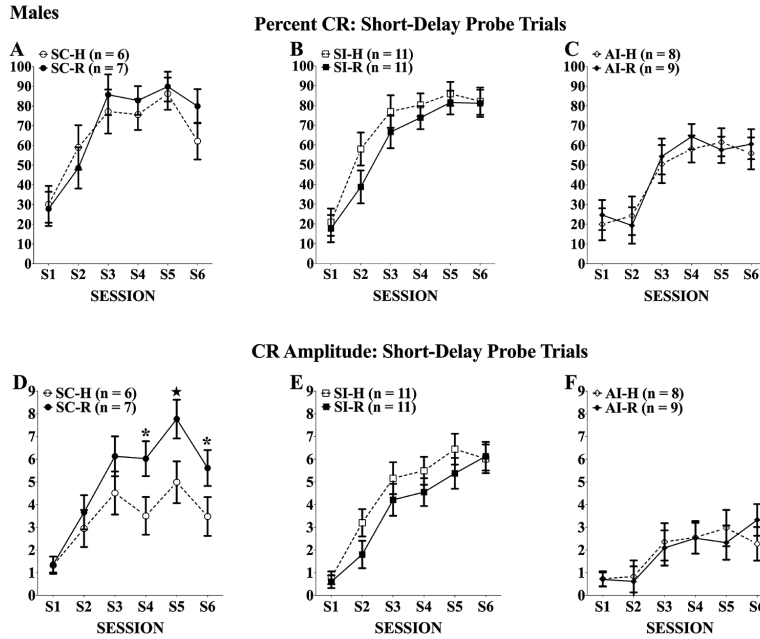 Males
Percent CR: Short-Delay Probe Trials
A
SC-H (n = 6)
SC-R (n = 7)
100
90
80
70
60
50
40
30
20
10
0
S1 S2 S3 S4 S5 S6
SESSION
B
SI-H (n = 11)
SI-R (n = 11)
100
90
80
70
60
50
40
30
20
10
0
S1 S2 S3 S4 S5 S6
SESSION
C
AI-H (n = 8)
AI-R (n = 9)
100
90
80
70
60
50
40
30
20
10
0
S1 S2 S3 S4 S5 S6
SESSION
CR Amplitude: Short-Delay Probe Trials
D
SC-H (n = 6)
SC-R (n = 7)
9
8
7
6
5
4
3
2
1
0
★
*
*
S1 S2 S3 S4 S5 S6
SESSION
E
SI-H (n = 11)
SI-R (n = 11)
9
8
7
6
5
4
3
2
1
0
S1 S2 S3 S4 S5 S6
SESSION
F
AI-H (n = 8)
AI-R (n = 9)
9
8
7
6
5
4
3
2
1
0
S1 S2 S3 S4 S5 S6
SESSION